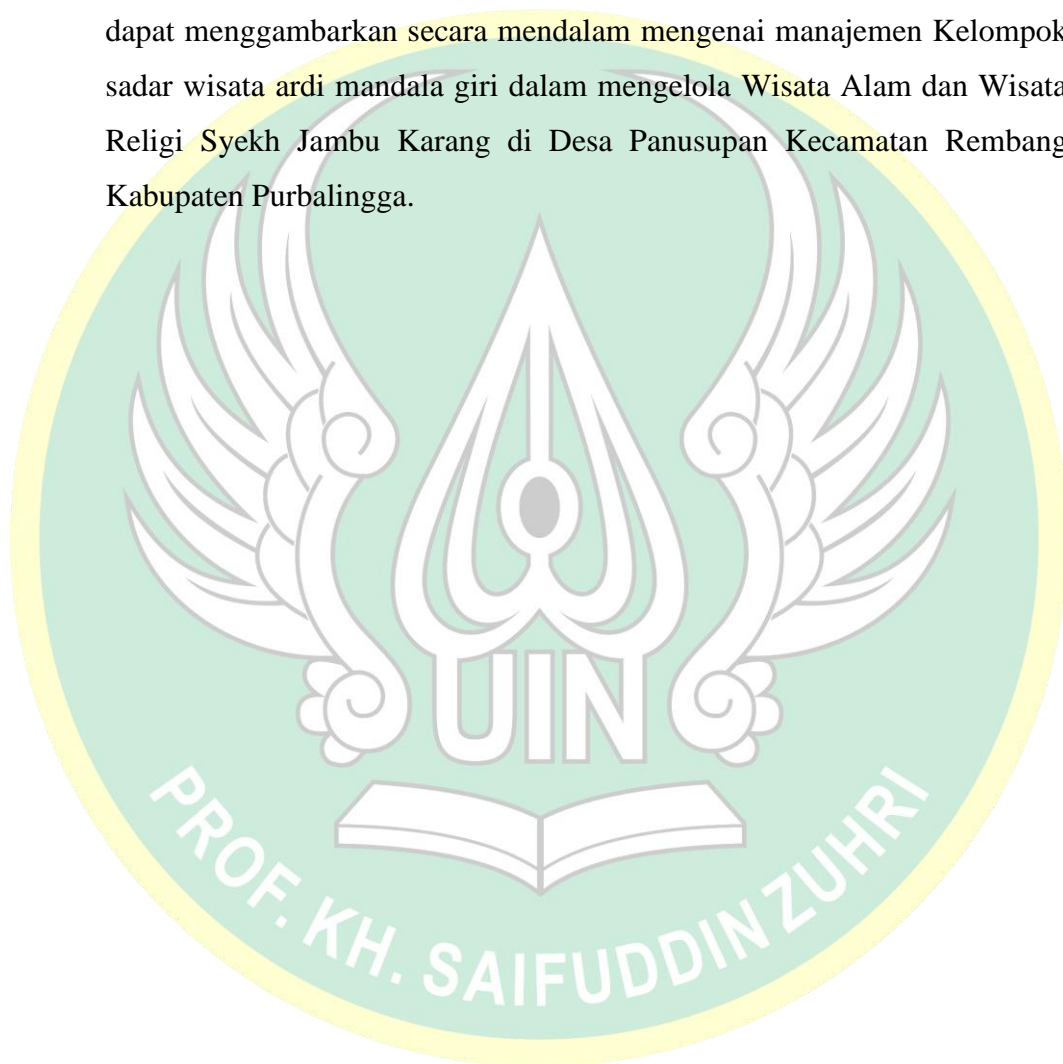 dapat menggambarkan secara mendalam mengenai manajemen Kelompok
sadar wisata ardi mandala giri dalam mengelola Wisata Alam dan Wisata
Religi Syekh Jambu Karang di Desa Panusupan Kecamatan Rembang
Kabupaten Purbalingga.
UIN
PROF. KH. SAIFUDDIN ZUHRI